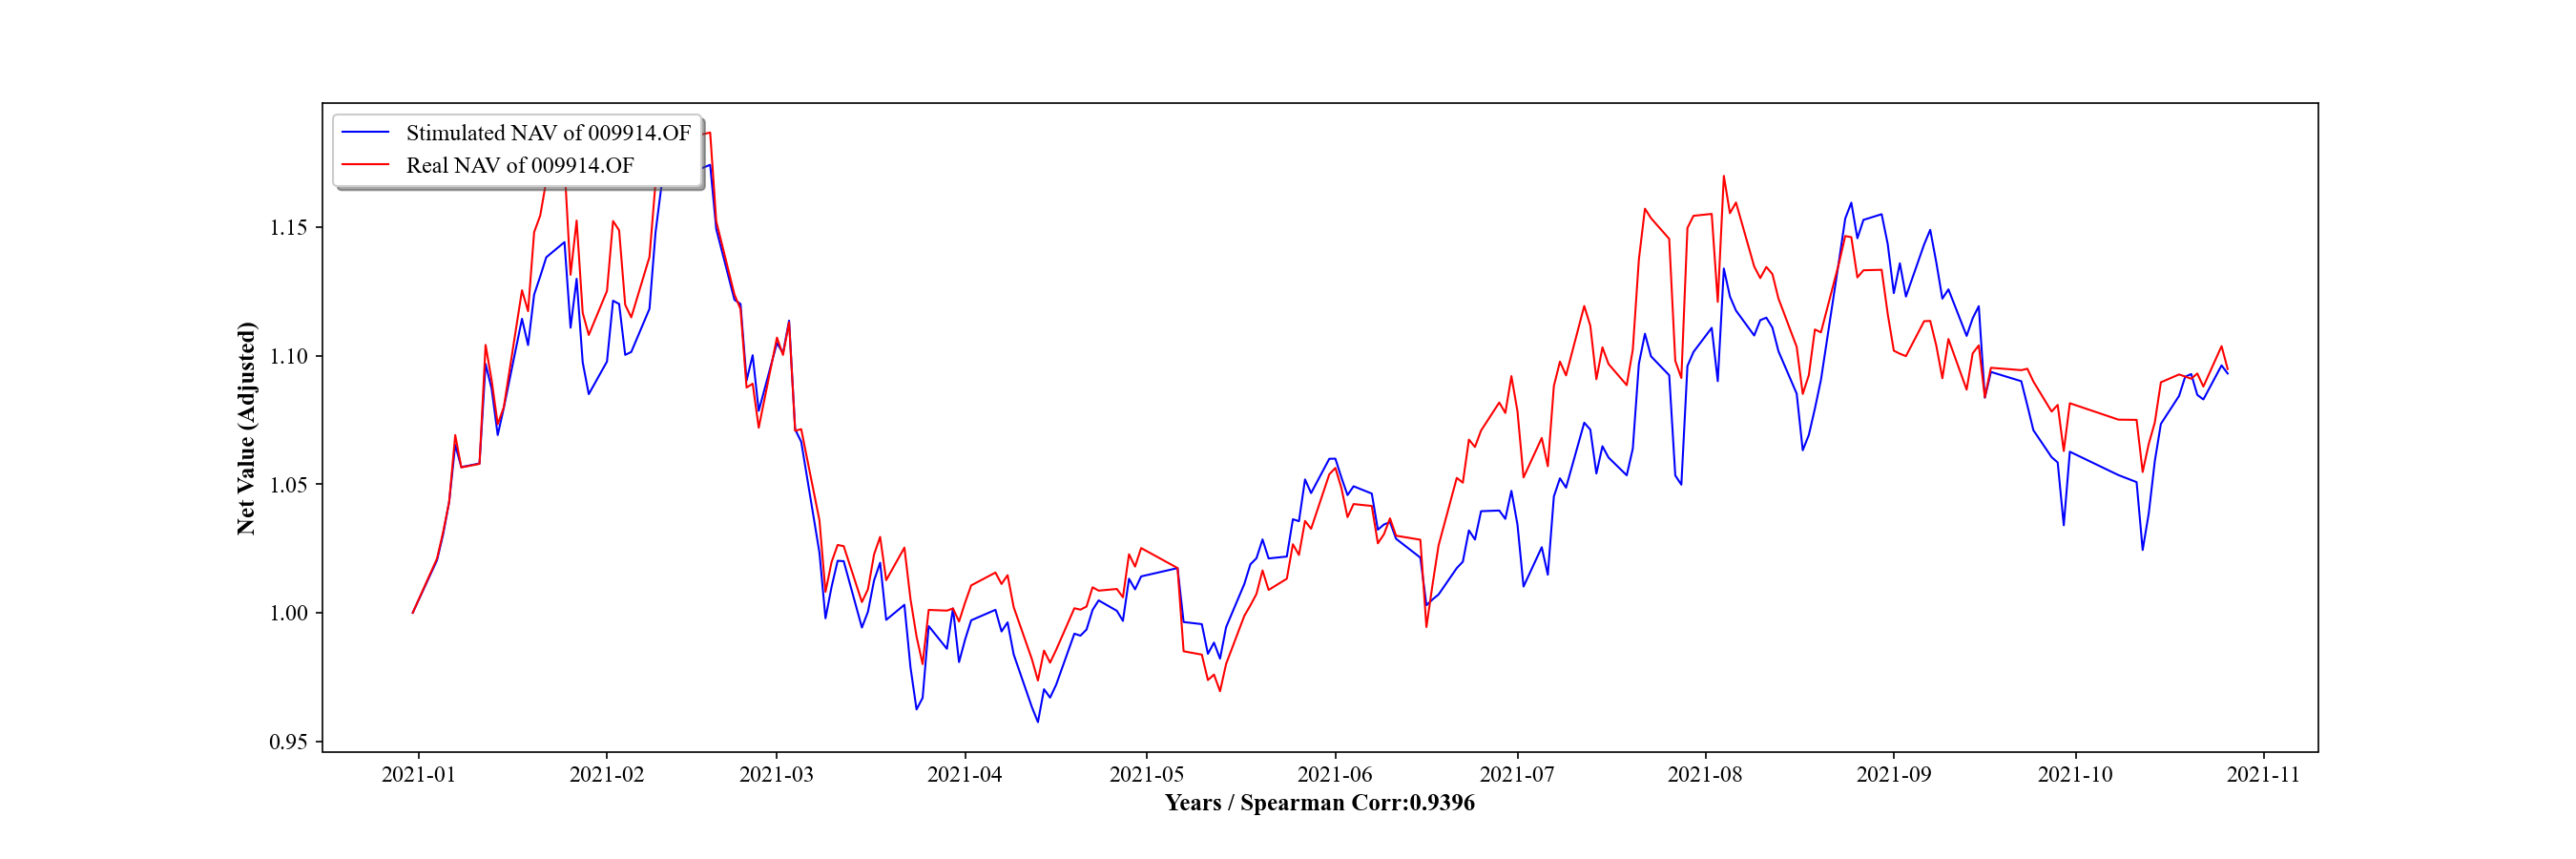 Stimulated NAV of 009914.OF
Real NAV of 009914.OF
Net Value (Adjusted)
1.15
1.10
1.05
1.00
0.95
2021-01 2021-02 2021-03 2021-04 2021-05 2021-06 2021-07 2021-08 2021-09 2021-10 2021-11
Years / Spearman Corr:0.9396